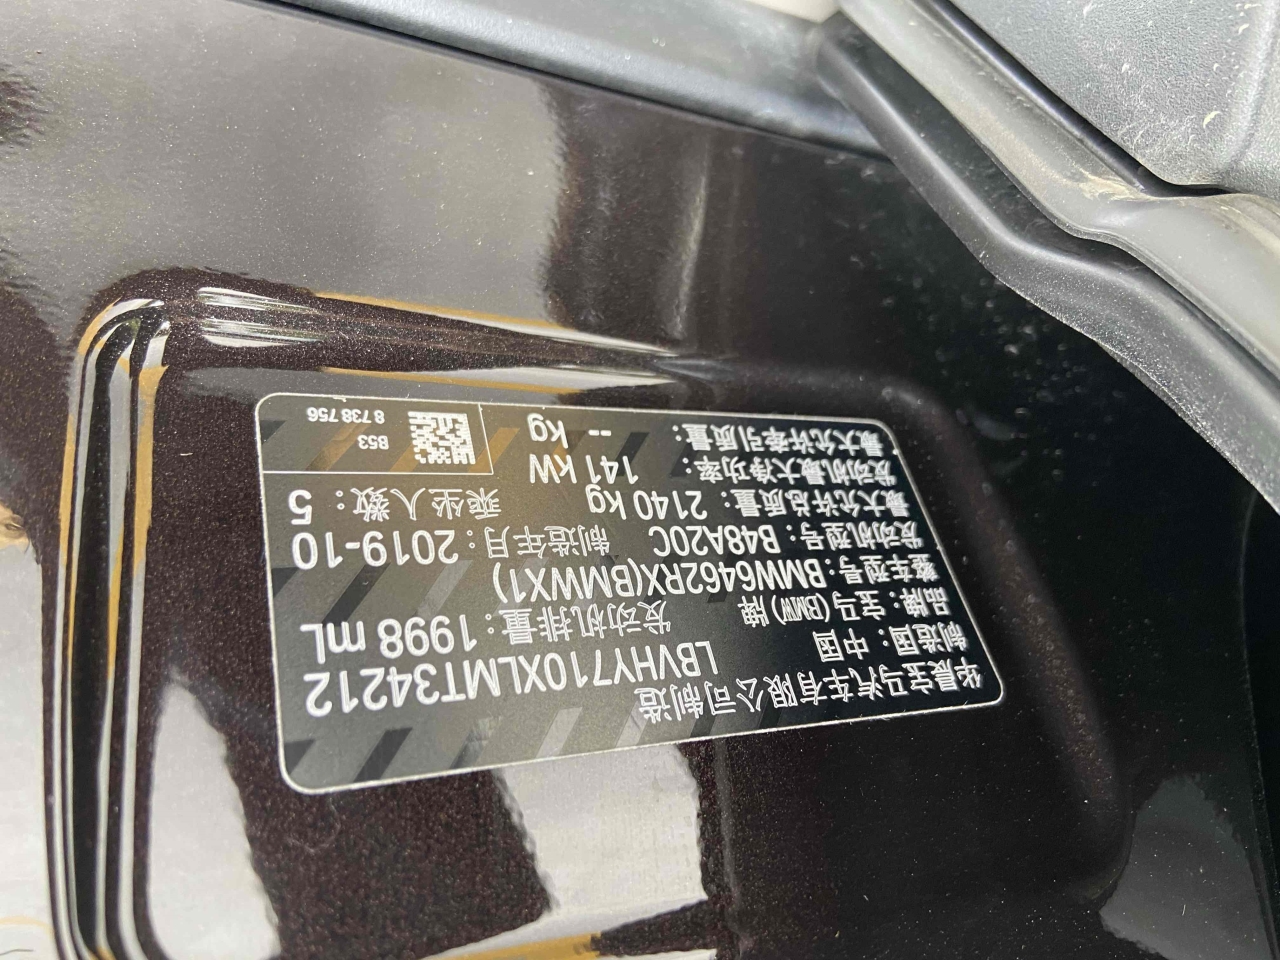 华晨宝马汽车有限公司制造
LBVHY710XLMT34212
制造国：中国
发动机排量：1998 mL
品牌：宝马(BMW)牌
整车型号：BMW6462RX(BMWX1)
发动机型号：B48A20C 制造年月：2019-10
最大允许总质量：2140 kg 乘坐人数：5
发动机最大净功率：141 kW
最大允许牵引质量：-- kg
B53
8 738 756